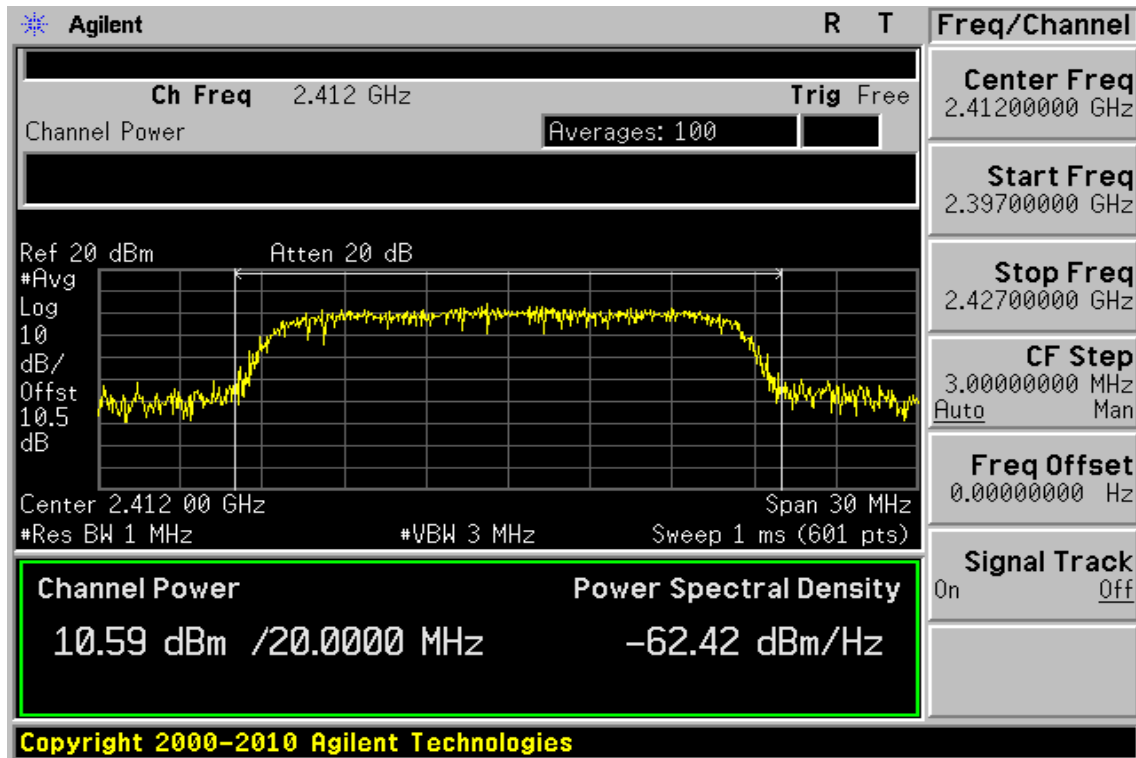 Agilent R T Freq/Channel
Ch Freq 2.412 GHz Trig Free
Channel Power Averages: 100
Center Freq
2.41200000 GHz
Start Freq
2.39700000 GHz
Stop Freq
2.42700000 GHz
CF Step
3.00000000 MHz
Auto Man
Freq Offset
0.00000000 Hz
Signal Track
On Off
Ref 20 dBm Atten 20 dB
#Avg
Log
10
dB/
Offst
10.5
dB
Center 2.412 00 GHz Span 30 MHz
#Res BW 1 MHz #VBW 3 MHz Sweep 1 ms (601 pts)
Channel Power Power Spectral Density
10.59 dBm /20.0000 MHz -62.42 dBm/Hz
Copyright 2000-2010 Agilent Technologies